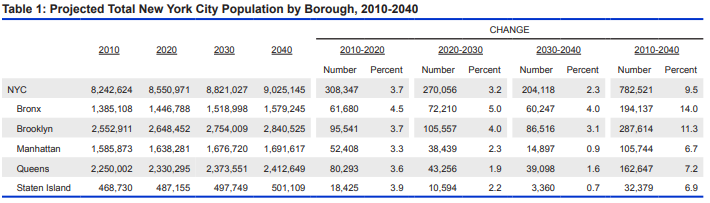 Table 1: Projected Total New York City Population by Borough, 2010-2040
CHANGE
2010 2020 2030 2040 2010-2020 2020-2030 2030-2040 2010-2040
Number Percent Number Percent Number Percent Number Percent
NYC 8,242,624 8,550,971 8,821,027 9,025,145 308,347 3.7 270,056 3.2 204,118 2.3 782,521 9.5
Bronx 1,385,108 1,446,788 1,518,998 1,579,245 61,680 4.5 72,210 5.0 60,247 4.0 194,137 14.0
Brooklyn 2,552,911 2,648,452 2,754,009 2,840,525 95,541 3.7 105,557 4.0 86,516 3.1 287,614 11.3
Manhattan 1,585,873 1,638,281 1,676,720 1,691,617 52,408 3.3 38,439 2.3 14,897 0.9 105,744 6.7
Queens 2,250,002 2,330,295 2,373,551 2,412,649 80,293 3.6 43,256 1.9 39,098 1.6 162,647 7.2
Staten Island 468,730 487,155 497,749 501,109 18,425 3.9 10,594 2.2 3,360 0.7 32,379 6.9